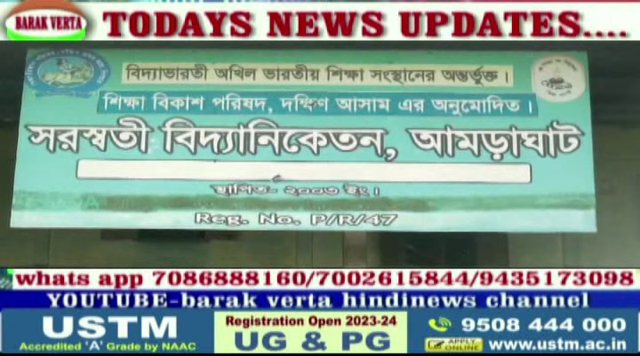 BARAK VERTA
TODAYS NEWS UPDATES....
বিদ্যাভারতী অখিল ভারতীয় শিক্ষা সংস্থানের অন্তর্ভুক্ত।
শিক্ষা বিকাশ পরিষদ, দক্ষিণ আসাম এর অনুমোদিত।
সরস্বতী বিদ্যানিকেতন, আমড়াঘাট
স্থাপিত- ২০০৩ ইং।
Reg. No. P/R/47
whats app 7086888160/7002615844/9435173098
YOUTUBE-barak verta hindinews channel
USTM
Accredited 'A' Grade by NAAC
Registration Open 2023-24
UG & PG
9508 444 000
APPLY ONLINE
www.ustm.ac.in